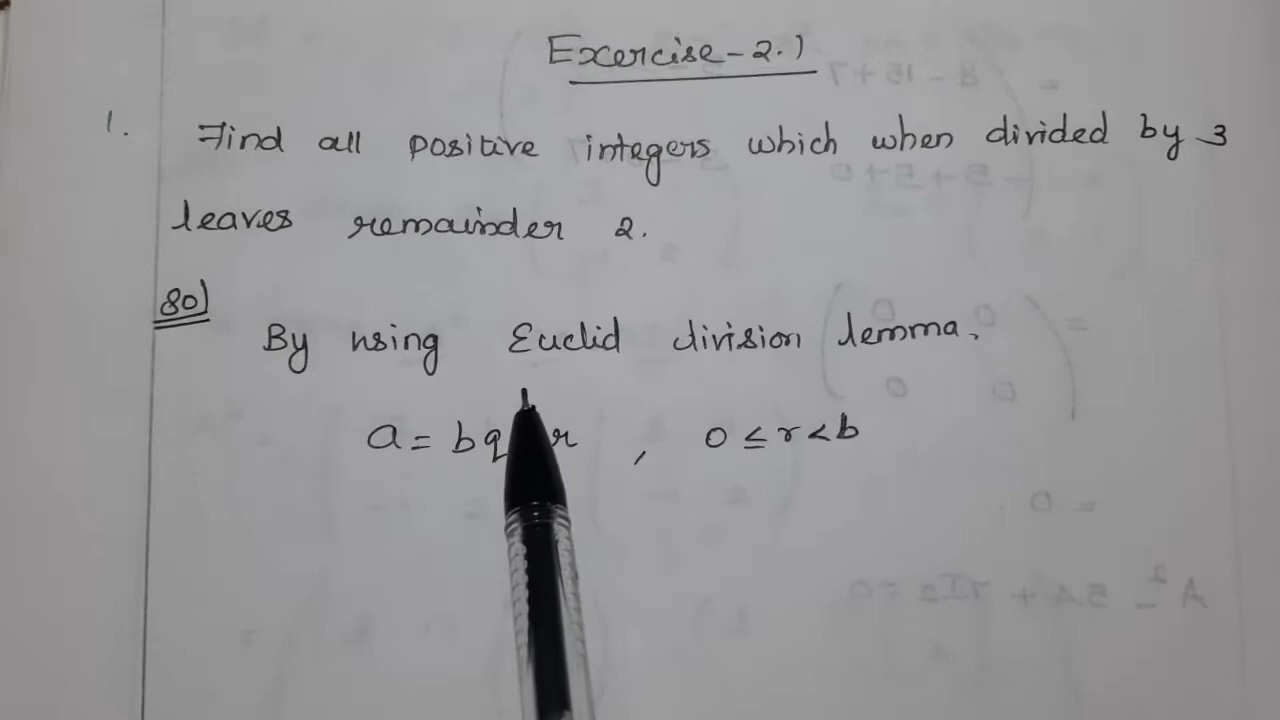 Exercise - 2.1
1. Find all positive integers which when divided by 3
leaves remainder 2.
Sol
By using Euclid division lemma,
a = bq r , 0 ≤ r < b